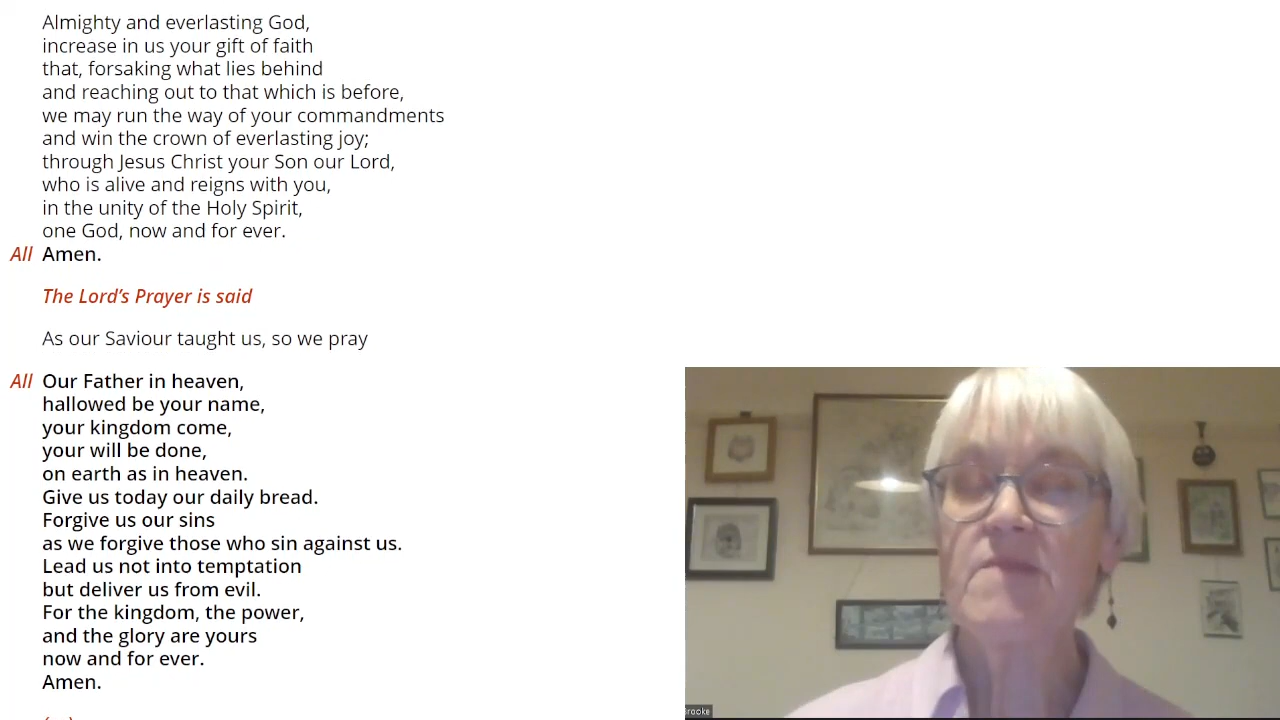 Almighty and everlasting God,
increase in us your gift of faith
that, forsaking what lies behind
and reaching out to that which is before,
we may run the way of your commandments
and win the crown of everlasting joy;
through Jesus Christ your Son our Lord,
who is alive and reigns with you,
in the unity of the Holy Spirit,
one God, now and for ever.
All Amen.
The Lord’s Prayer is said
As our Saviour taught us, so we pray
All Our Father in heaven,
hallowed be your name,
your kingdom come,
your will be done,
on earth as in heaven.
Give us today our daily bread.
Forgive us our sins
as we forgive those who sin against us.
Lead us not into temptation
but deliver us from evil.
For the kingdom, the power,
and the glory are yours
now and for ever.
Amen.